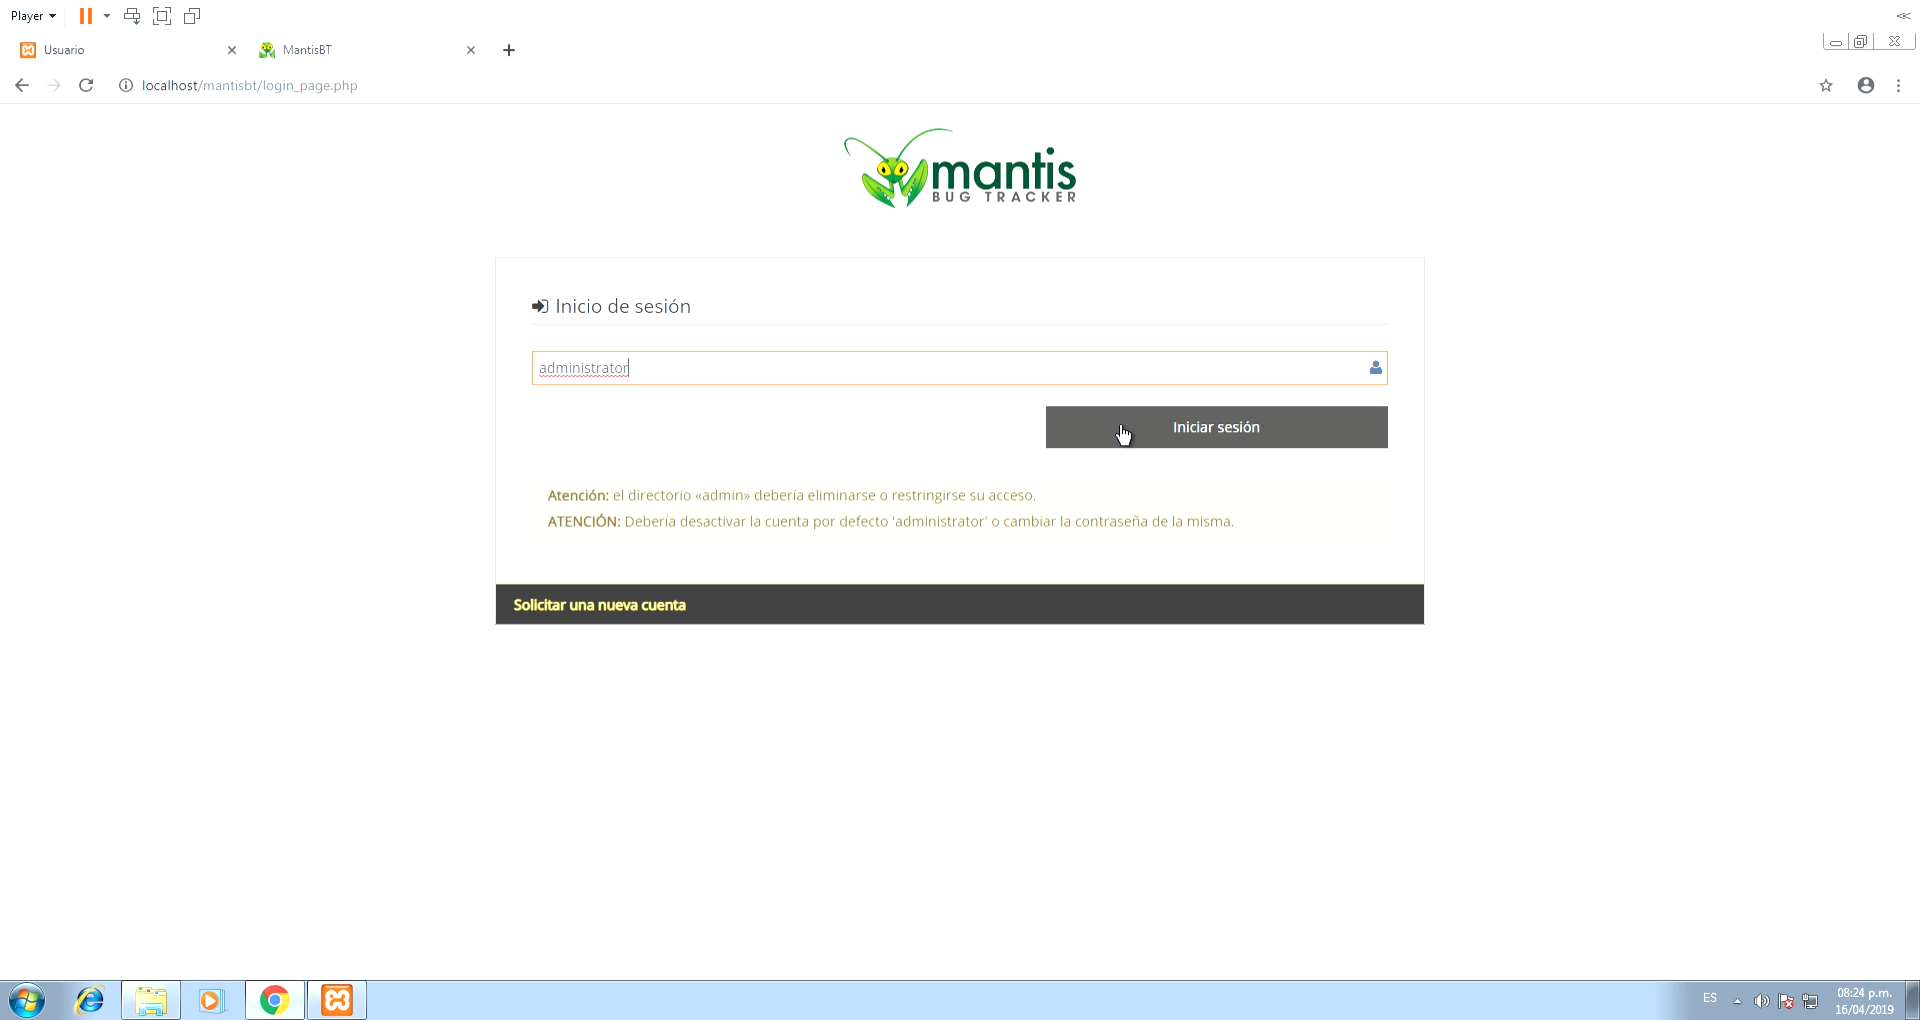 Player
Usuario
MantisBT
localhost/mantisbt/login_page.php
mantis
BUG TRACKER
Inicio de sesión
administrator
Iniciar sesión
Atención: el directorio «admin» debería eliminarse o restringirse su acceso.
ATENCIÓN: Debería desactivar la cuenta por defecto 'administrator' o cambiar la contraseña de la misma.
Solicitar una nueva cuenta
ES
08:24 p.m.
16/04/2019